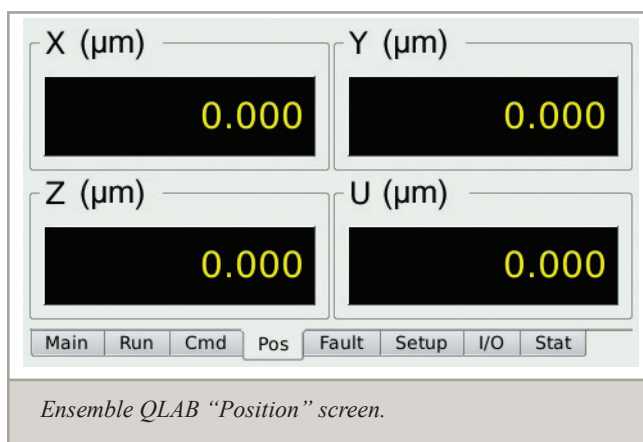 X (µm) Y (µm)
0.000 0.000
Z (µm) U (µm)
0.000 0.000
Main Run Cmd Pos Fault Setup I/O Stat
Ensemble QLAB “Position” screen.